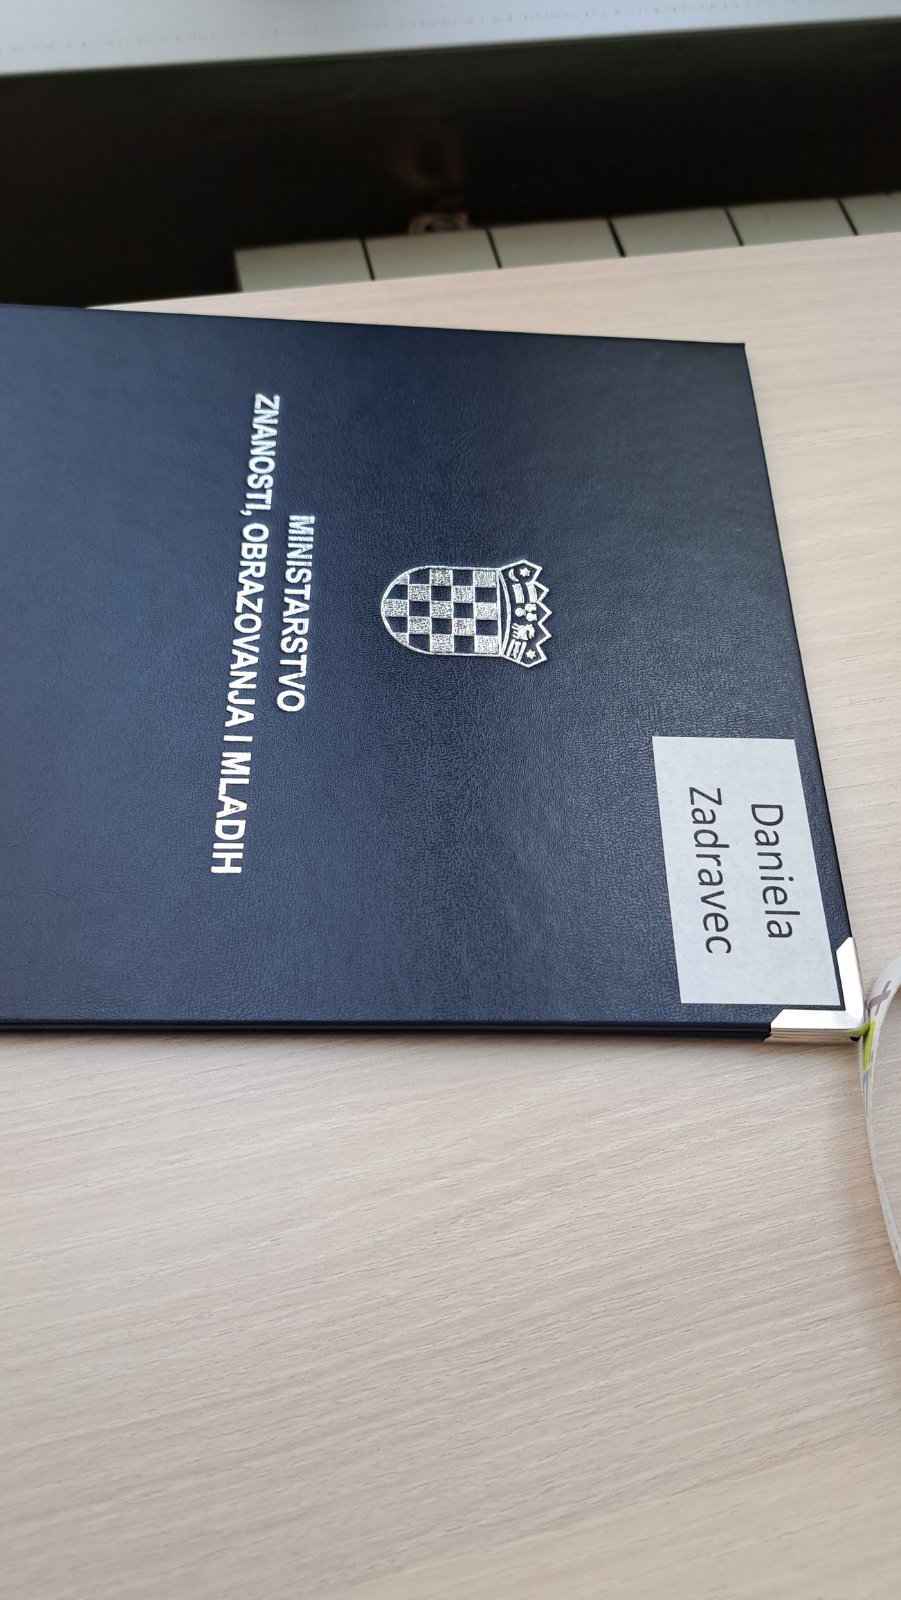 Daniela
Zadravec
MINISTARSTVO
ZNANOSTI, OBRAZOVANJA I MLADIH